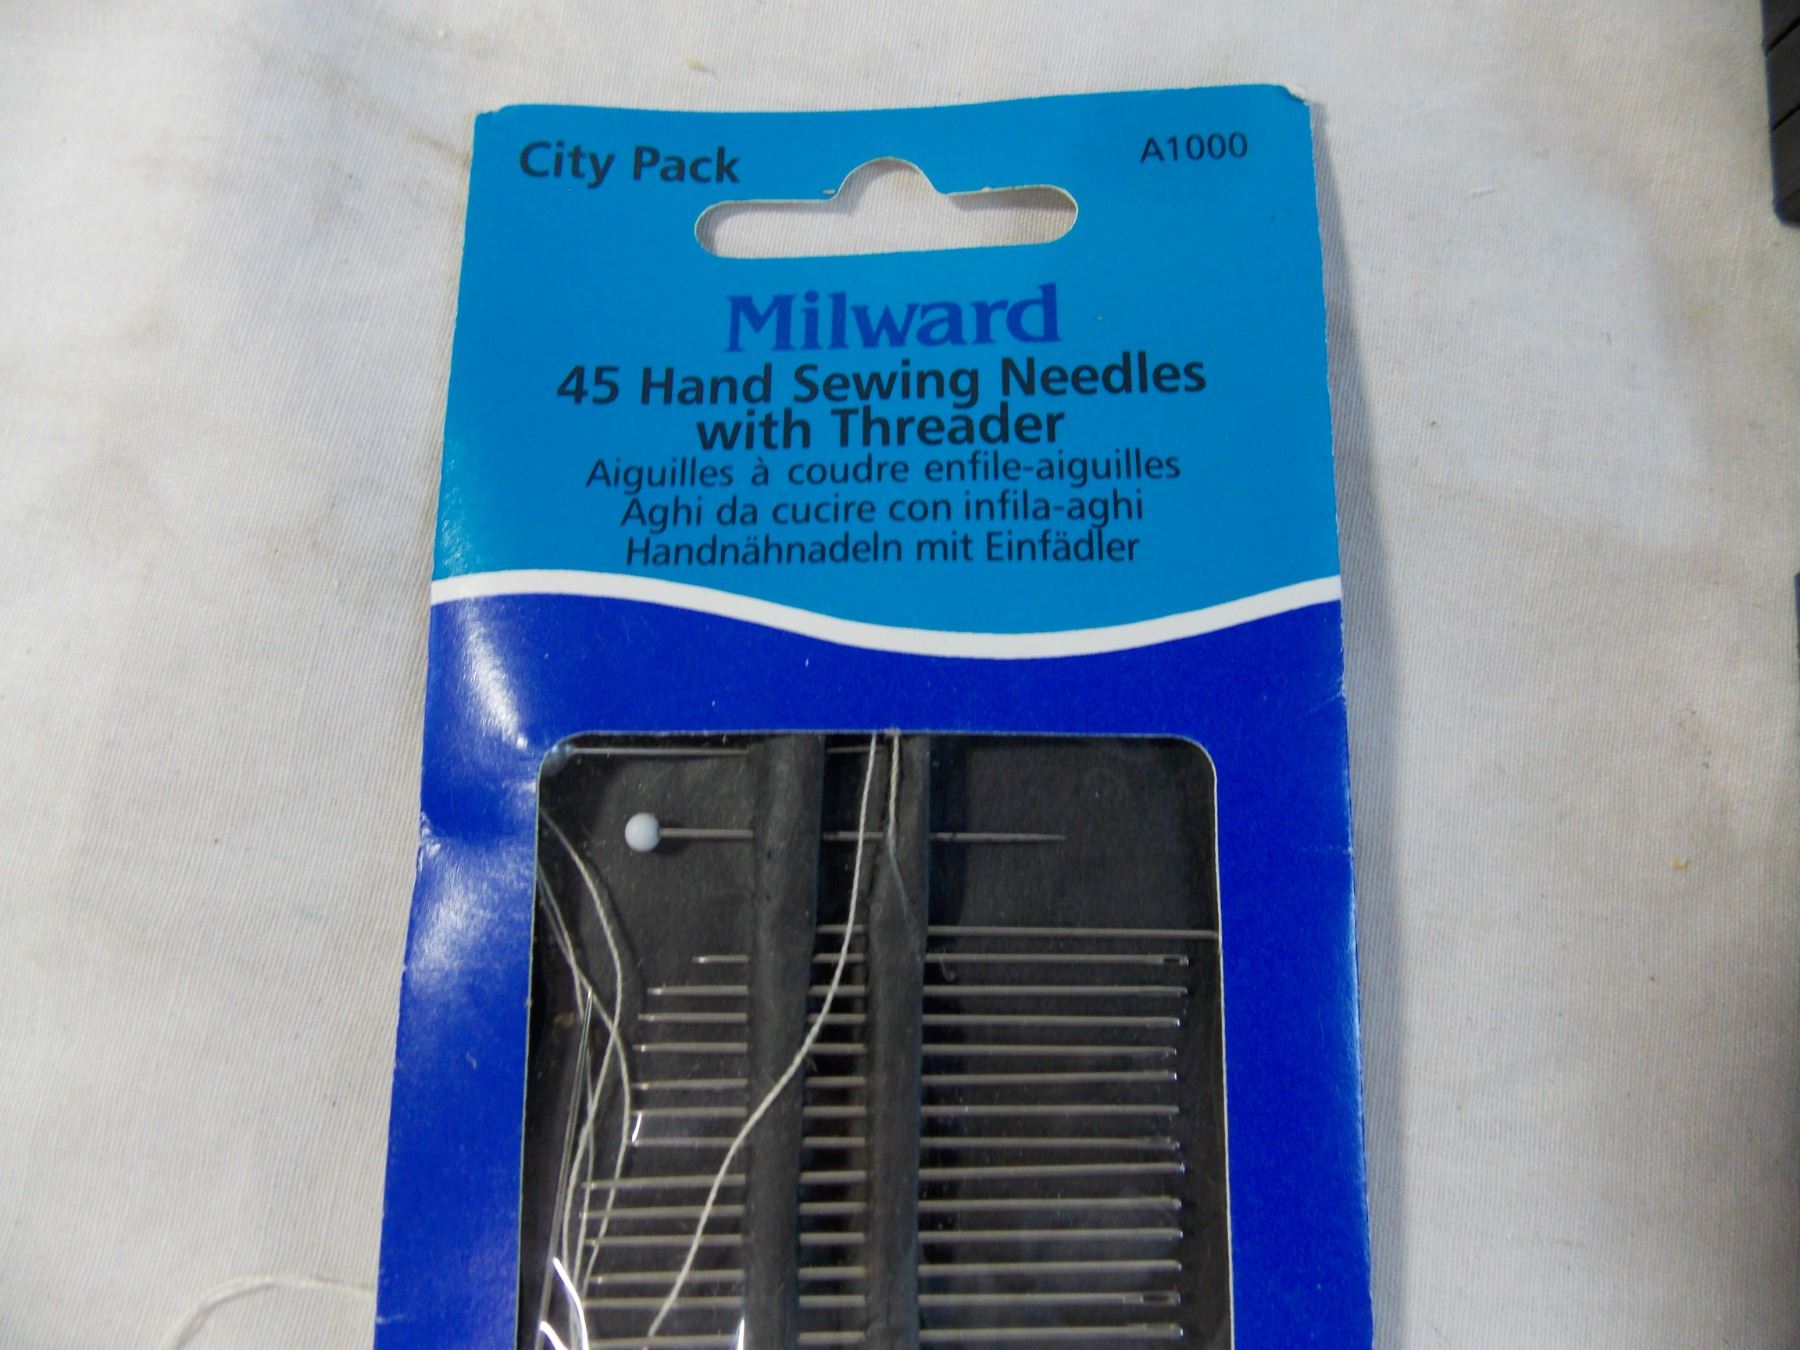 City Pack
A1000
Milward
45 Hand Sewing Needles
with Threader
Aiguilles à coudre enfile-aiguilles
Aghi da cucire con infila-aghi
Handnähnadeln mit Einfädler